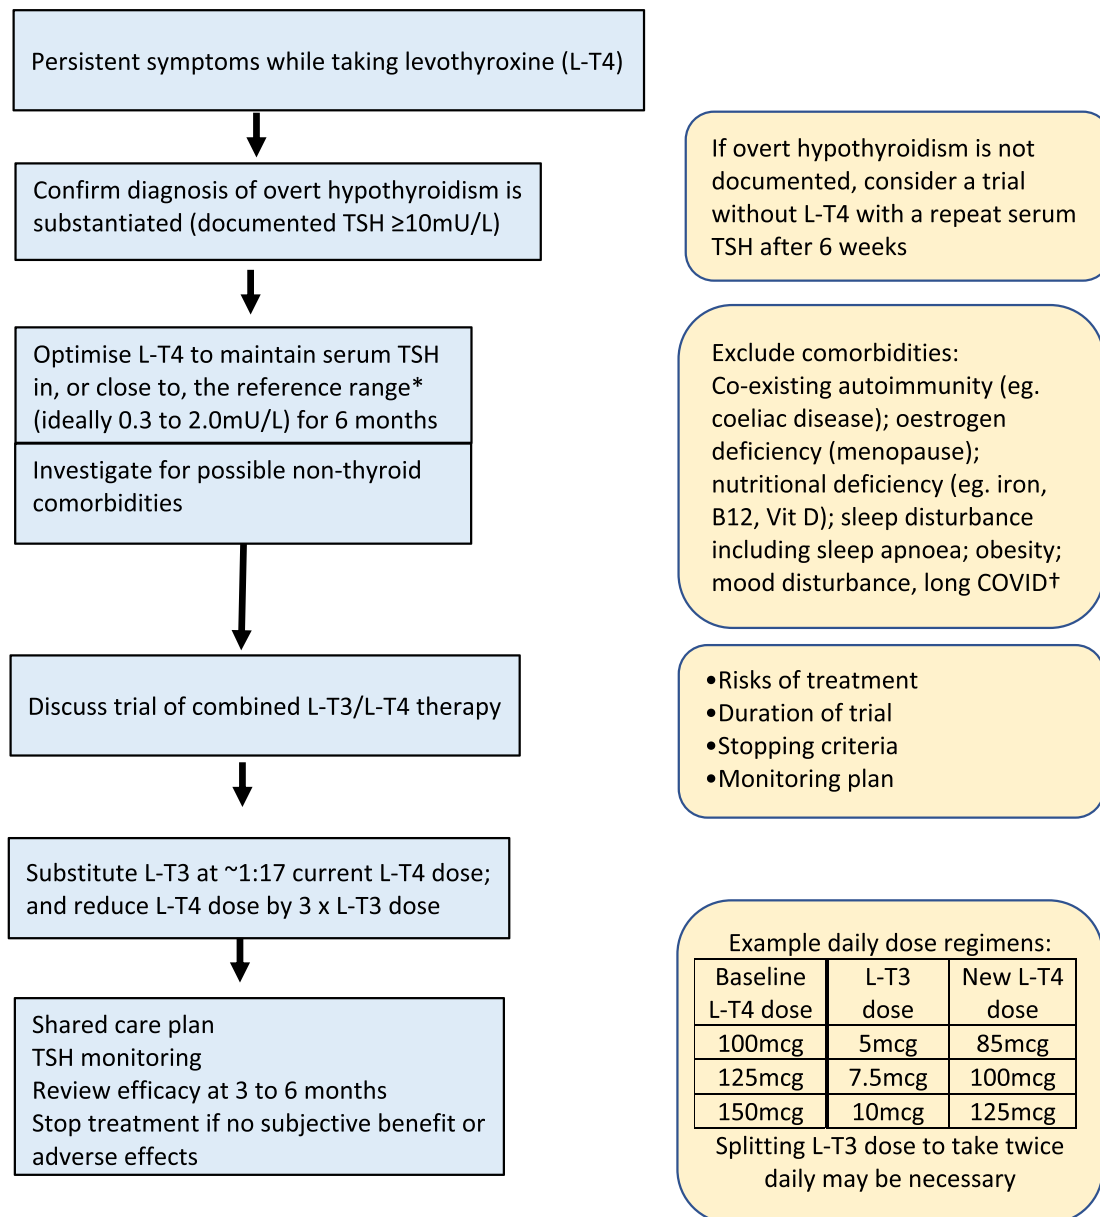 Persistent symptoms while taking levothyroxine (L-T4)
Confirm diagnosis of overt hypothyroidism is
substantiated (documented TSH ≥10mU/L)
If overt hypothyroidism is not
documented, consider a trial
without L-T4 with a repeat serum
TSH after 6 weeks
Optimise L-T4 to maintain serum TSH
in, or close to, the reference range*
(ideally 0.3 to 2.0mU/L) for 6 months
Investigate for possible non-thyroid
comorbidities
Exclude comorbidities:
Co-existing autoimmunity (eg.
coeliac disease); oestrogen
deficiency (menopause);
nutritional deficiency (eg. iron,
B12, Vit D); sleep disturbance
including sleep apnoea; obesity;
mood disturbance, long COVID†
Discuss trial of combined L-T3/L-T4 therapy
•Risks of treatment
•Duration of trial
•Stopping criteria
•Monitoring plan
Substitute L-T3 at ~1:17 current L-T4 dose;
and reduce L-T4 dose by 3 x L-T3 dose
Shared care plan
TSH monitoring
Review efficacy at 3 to 6 months
Stop treatment if no subjective benefit or
adverse effects
Example daily dose regimens:
Baseline L-T3 New L-T4
L-T4 dose dose dose
100mcg 5mcg 85mcg
125mcg 7.5mcg 100mcg
150mcg 10mcg 125mcg
Splitting L-T3 dose to take twice
daily may be necessary